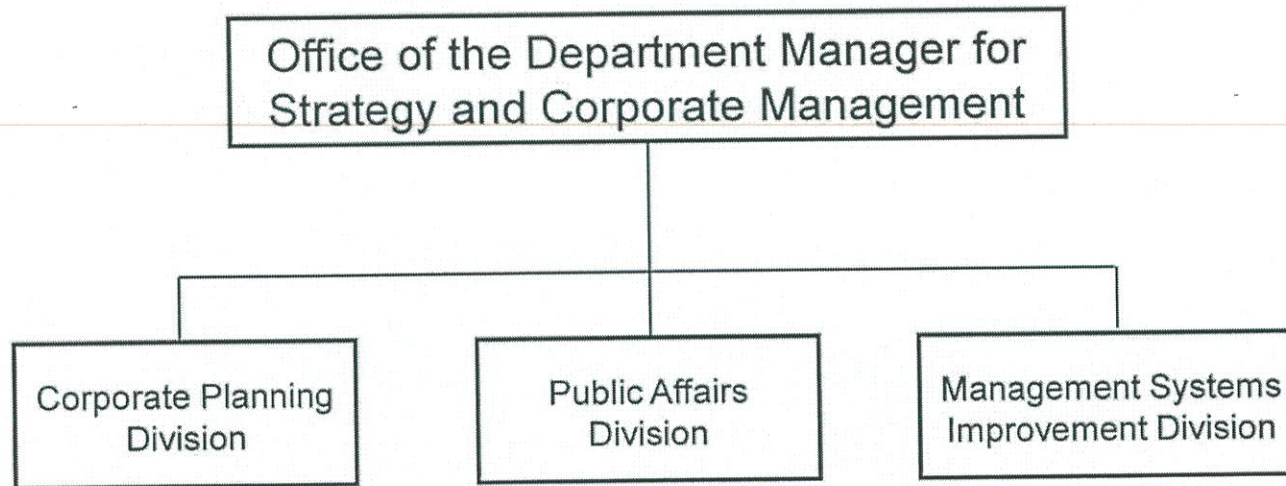 Office of the Department Manager for
Strategy and Corporate Management
Corporate Planning
Division
Public Affairs
Division
Management Systems
Improvement Division